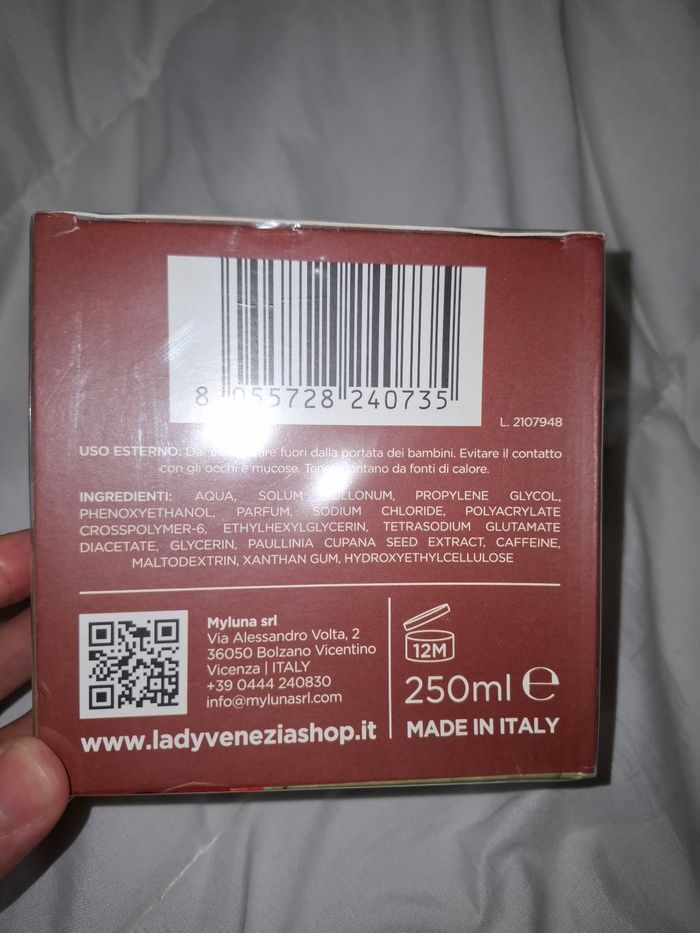 8 055728 240735
L. 2107948
USO ESTERNO: Da fuori dalla portata dei bambini. Evitare il contatto
con gli occhi e mucose. lontano da fonti di calore.
INGREDIENTI: AQUA, SOLUM FULLONUM, PROPYLENE GLYCOL,
PHENOXYETHANOL, PARFUM, SODIUM CHLORIDE, POLYACRYLATE
CROSSPOLYMER-6, ETHYLHEXYLGLYCERIN, TETRASODIUM GLUTAMATE
DIACETATE, GLYCERIN, PAULLINIA CUPANA SEED EXTRACT, CAFFEINE,
MALTODEXTRIN, XANTHAN GUM, HYDROXYETHYLCELLULOSE
Myluna srl
Via Alessandro Volta, 2
36050 Bolzano Vicentino
Vicenza | ITALY
+39 0444 240830
info@mylunasrl.com
12M
250ml e
www.ladyveneziashop.it
MADE IN ITALY